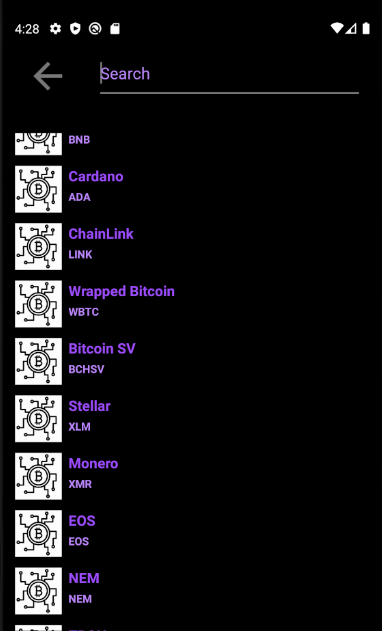 4:28
Search
BNB
Cardano
ADA
ChainLink
LINK
Wrapped Bitcoin
WBTC
Bitcoin SV
BCHSV
Stellar
XLM
Monero
XMR
EOS
EOS
NEM
NEM